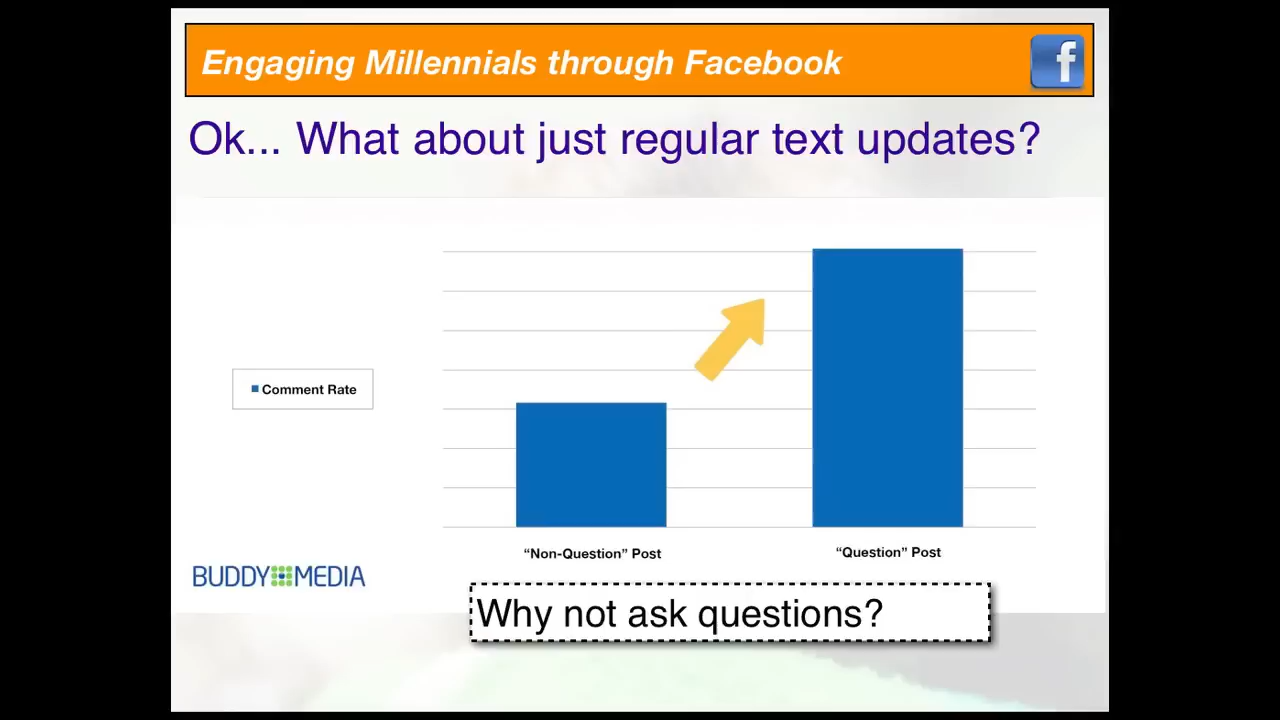 Engaging Millennials through Facebook
f
Ok... What about just regular text updates?
Comment Rate
“Non-Question” Post
“Question” Post
BUDDY MEDIA
Why not ask questions?